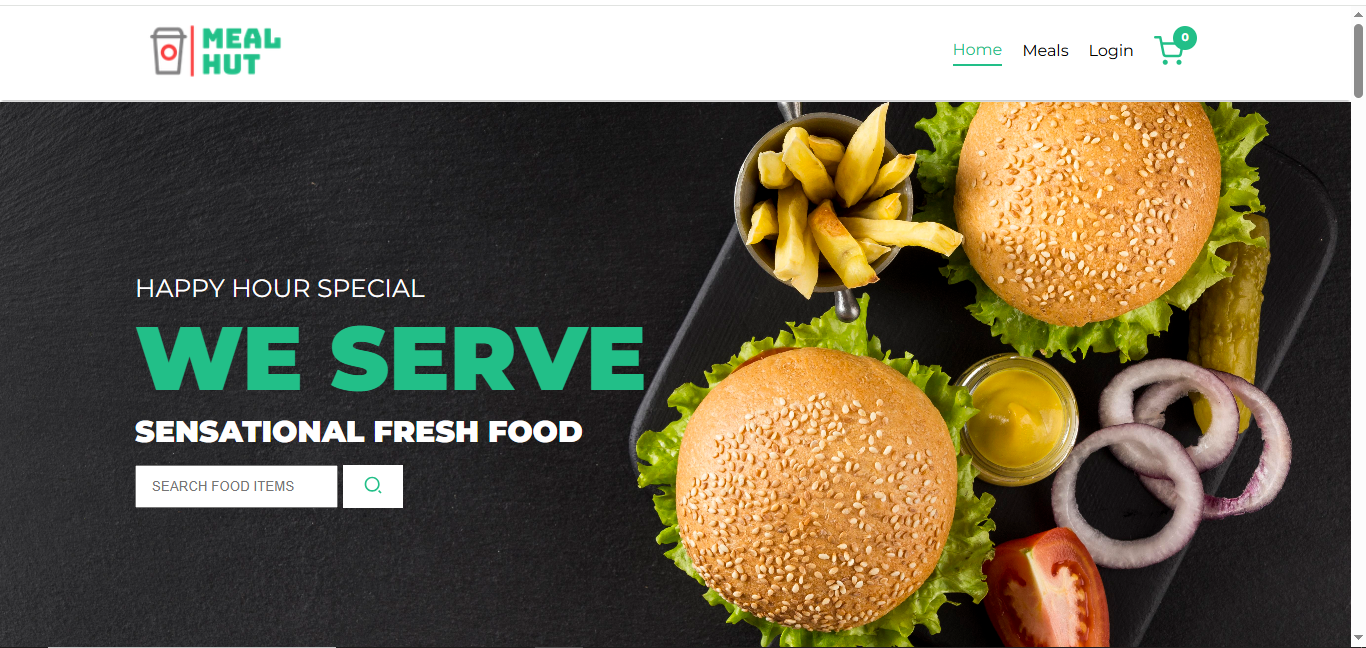 MEAL
HUT
Home Meals Login 0
HAPPY HOUR SPECIAL
WE SERVE
SENSATIONAL FRESH FOOD
SEARCH FOOD ITEMS